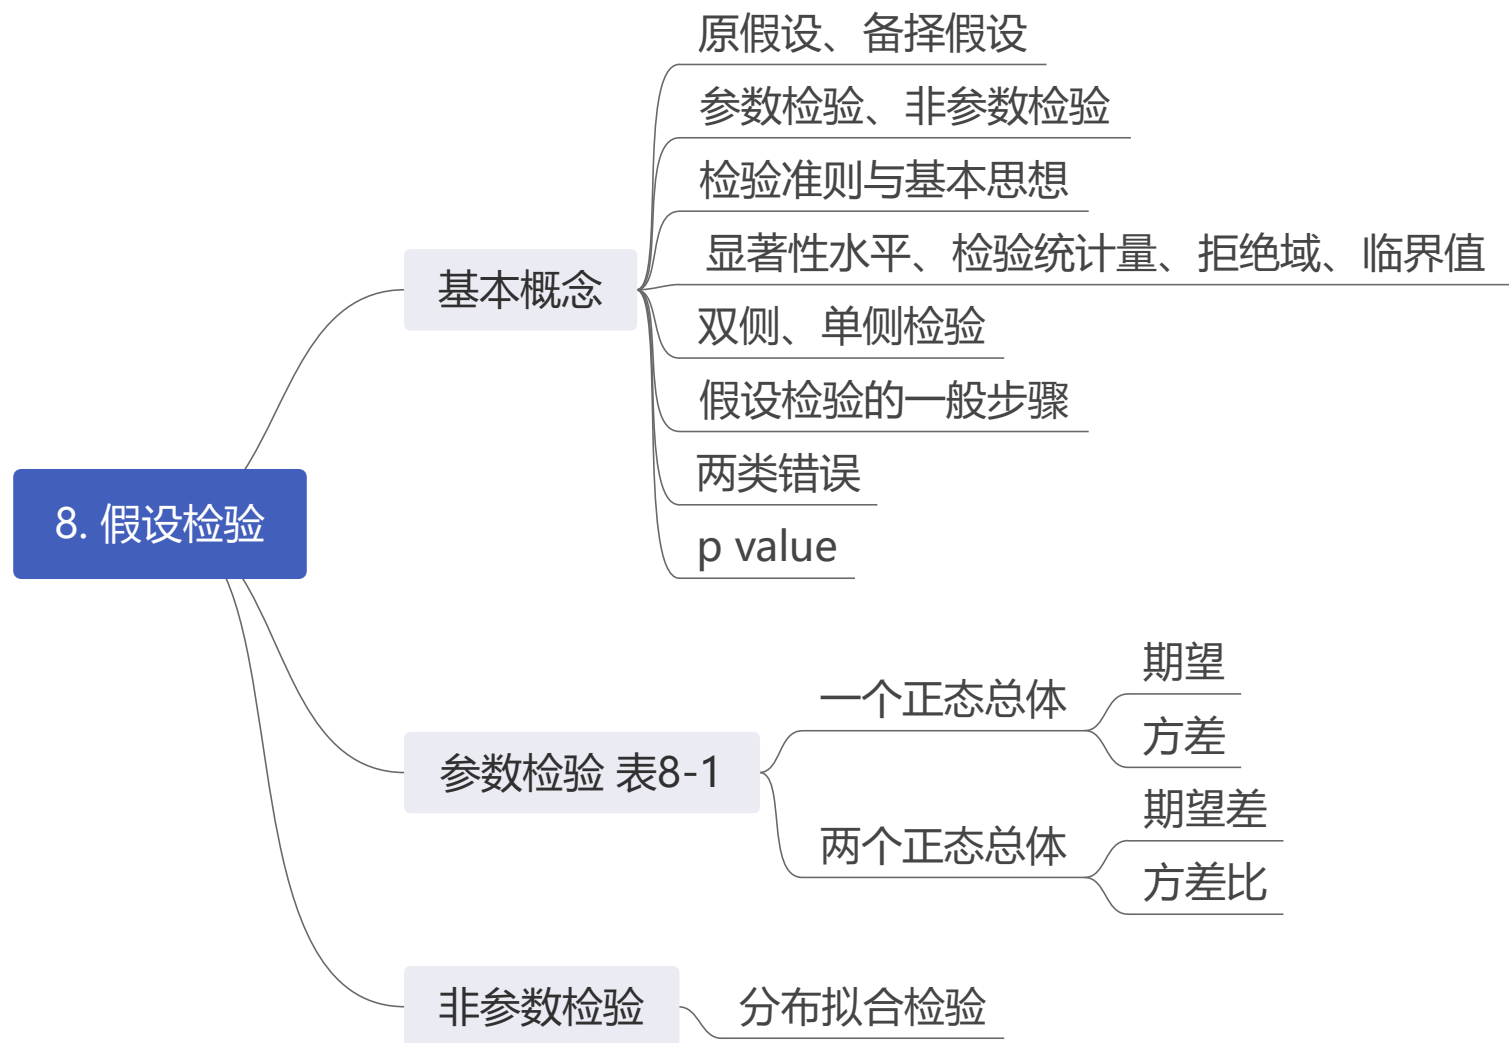 8. 假设检验
基本概念
原假设、备择假设
参数检验、非参数检验
检验准则与基本思想
显著性水平、检验统计量、拒绝域、临界值
双侧、单侧检验
假设检验的一般步骤
两类错误
p value
参数检验 表8-1
一个正态总体
期望
方差
两个正态总体
期望差
方差比
非参数检验
分布拟合检验